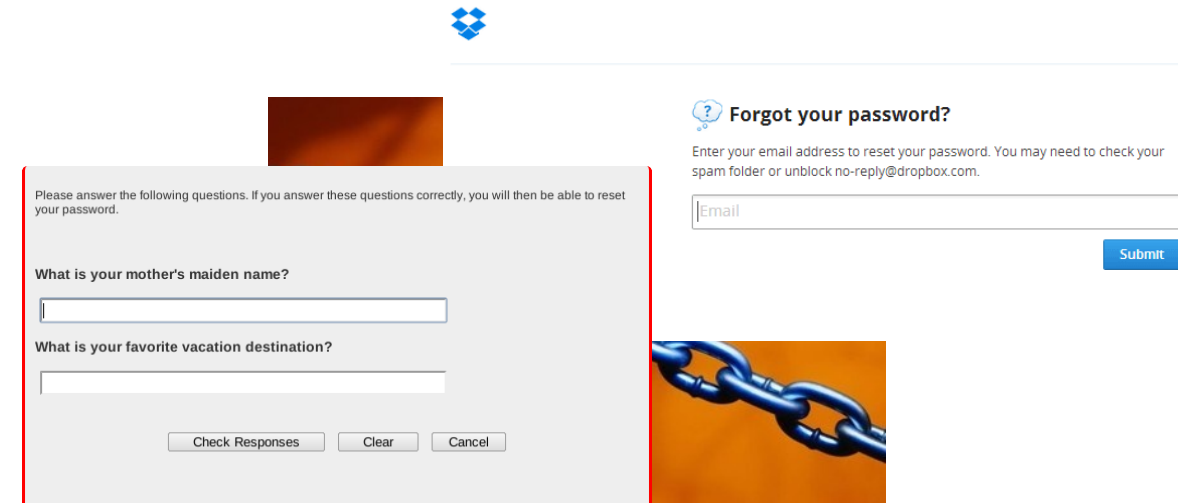 Forgot your password?
Enter your email address to reset your password. You may need to check your
spam folder or unblock no-reply@dropbox.com.
Email
Submit
Please answer the following questions. If you answer these questions correctly, you will then be able to reset
your password.
What is your mother's maiden name?
What is your favorite vacation destination?
Check Responses Clear Cancel